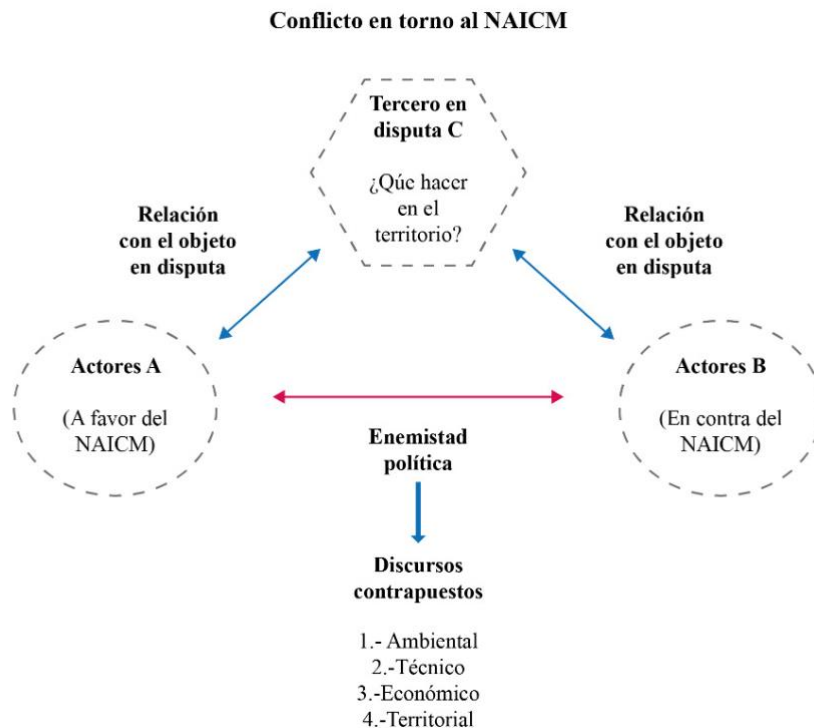 Conflicto en torno al NAICM
Tercero en
disputa C
¿Qúe hacer
en el
territorio?
Relación
con el objeto
en disputa
Relación
con el objeto
en disputa
Actores A
(A favor del
NAICM)
Actores B
(En contra del
NAICM)
Enemistad
política
Discursos
contrapuestos
1.- Ambiental
2.-Técnico
3.-Económico
4.-Territorial